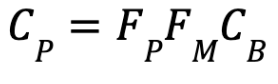 C_P = F_P F_M C_B